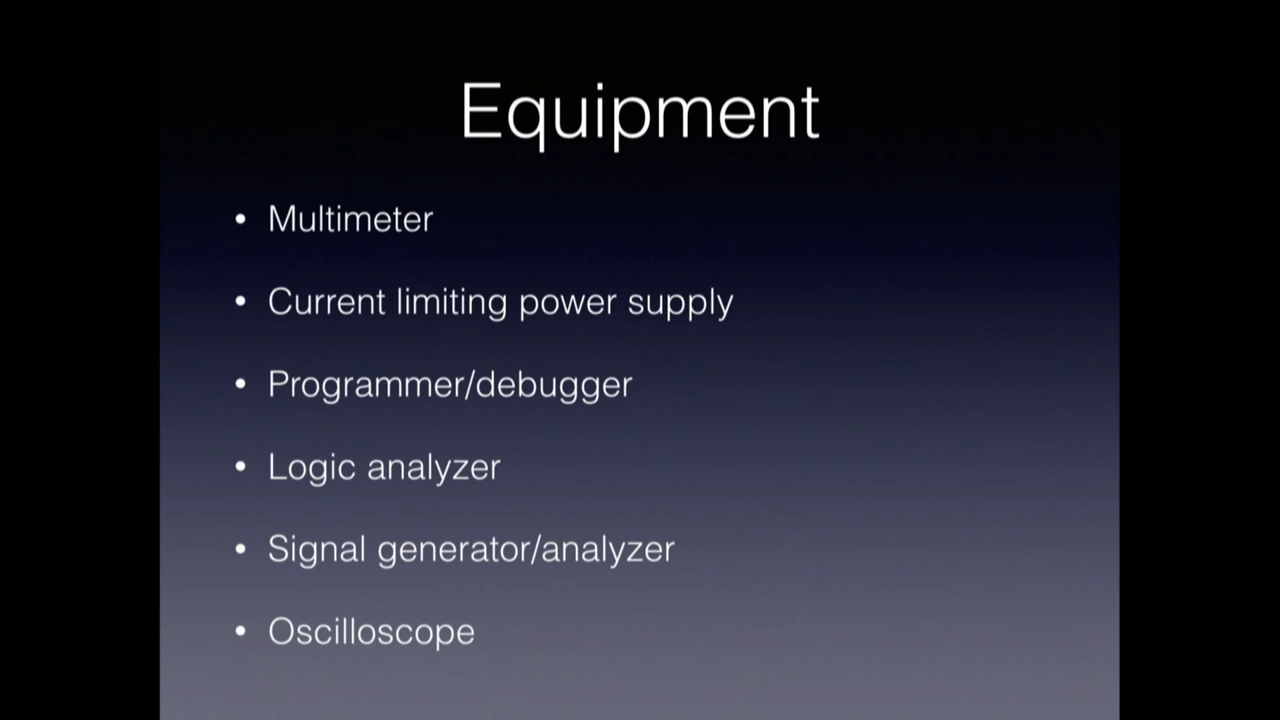 Equipment
• Multimeter
• Current limiting power supply
• Programmer/debugger
• Logic analyzer
• Signal generator/analyzer
• Oscilloscope